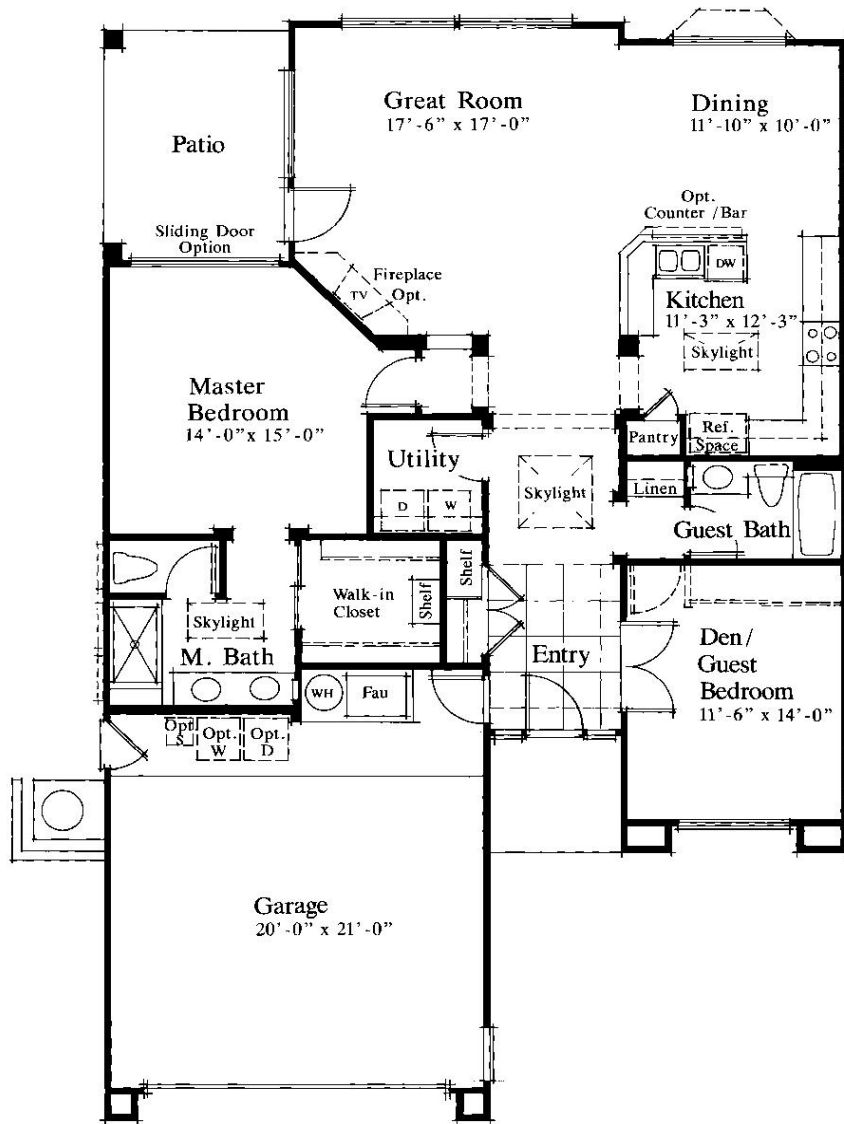 Great Room
17'-6" x 17'-0"
Dining
11'-10" x 10'-0"
Patio
Opt.
Counter /Bar
Sliding Door
Option
DW
Fireplace
Opt.
TV
Kitchen
11'-3" x 12'-3"
Skylight
Master
Bedroom
14'-0" x 15'-0"
Pantry
Ref.
Space
Utility
D
W
Skylight
Linen
Guest Bath
Shelf
Walk-in
Closet
Shelf
Skylight
M. Bath
Entry
Den/
Guest
Bedroom
11'-6" x 14'-0"
WH
Fau
Opt
S
Opt.
W
Opt.
D
Garage
20'-0" x 21'-0"